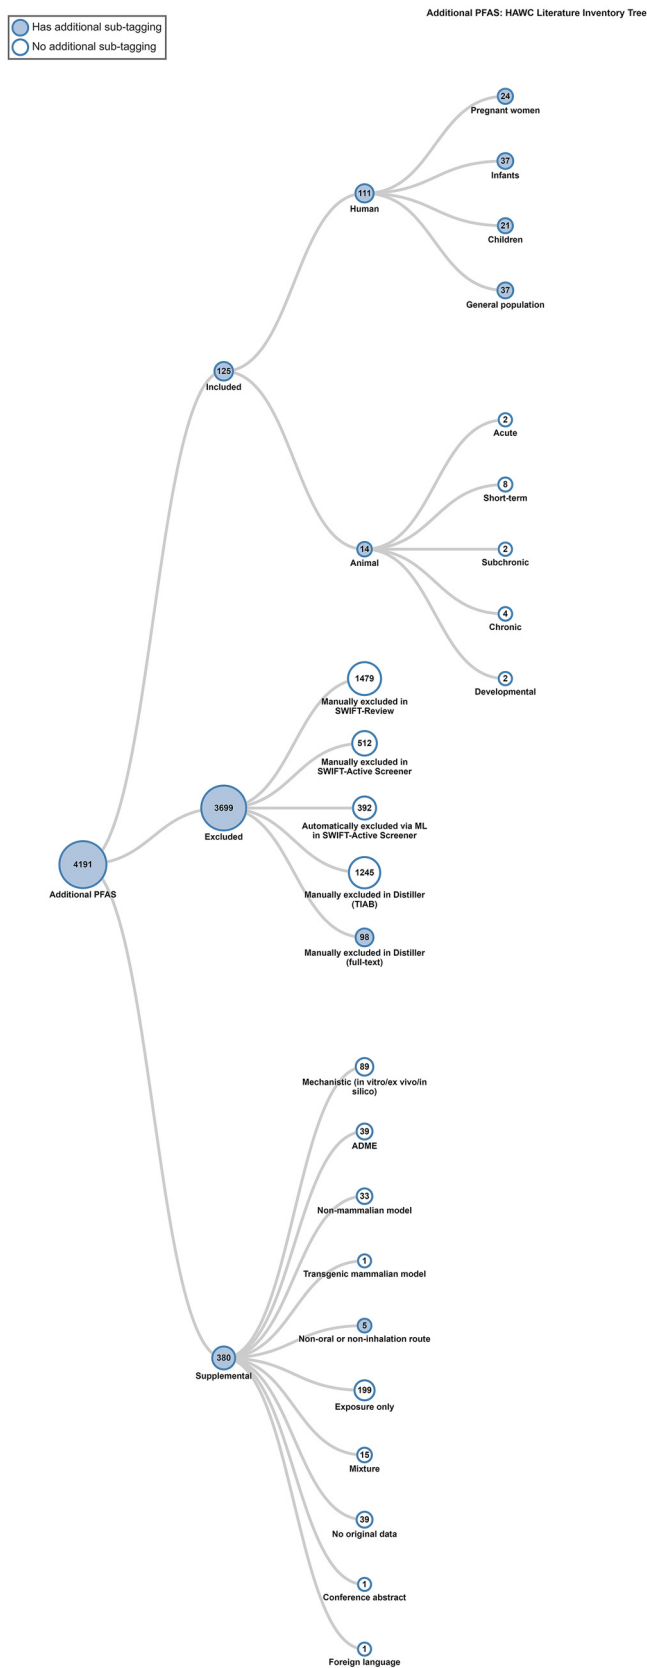 Additional PFAS: HAWC Literature Inventory Tree
Has additional sub-tagging
No additional sub-tagging
24
Pregnant women
37
Infants
111
Human
21
Children
37
General population
125
Included
2
Acute
8
Short-term
14
Animal
2
Subchronic
4
Chronic
2
Developmental
1479
Manually excluded in
SWIFT-Review
512
Manually excluded in
SWIFT-Active Screener
3699
Excluded
392
Automatically excluded via ML
in SWIFT-Active Screener
4191
Additional PFAS
1245
Manually excluded in Distiller
(TIAB)
98
Manually excluded in Distiller
(full-text)
89
Mechanistic (in vitro/ex vivo/in
silico)
39
ADME
33
Non-mammalian model
1
Transgenic mammalian model
5
Non-oral or non-inhalation route
380
Supplemental
199
Exposure only
15
Mixture
39
No original data
1
Conference abstract
1
Foreign language